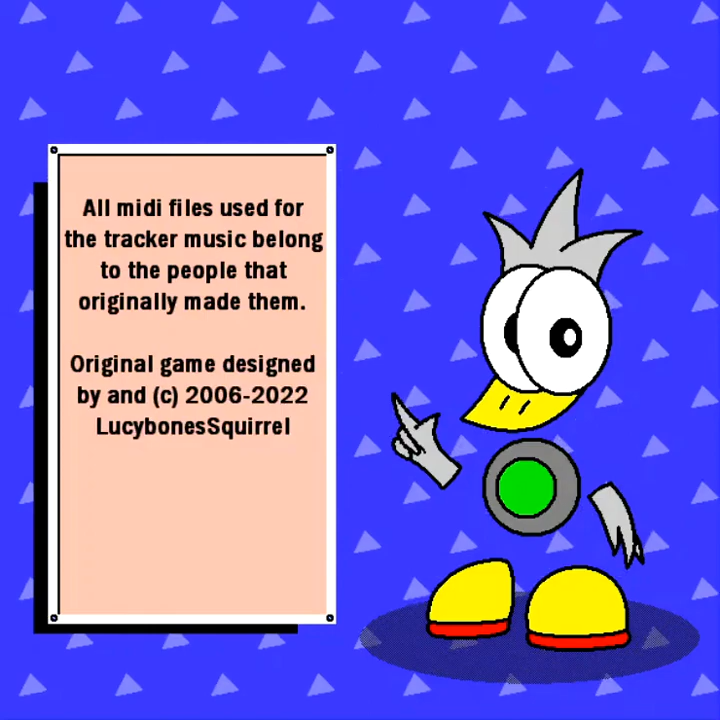 All midi files used for
the tracker music belong
to the people that
originally made them.
Original game designed
by and (c) 2006-2022
LucybonesSquirrel